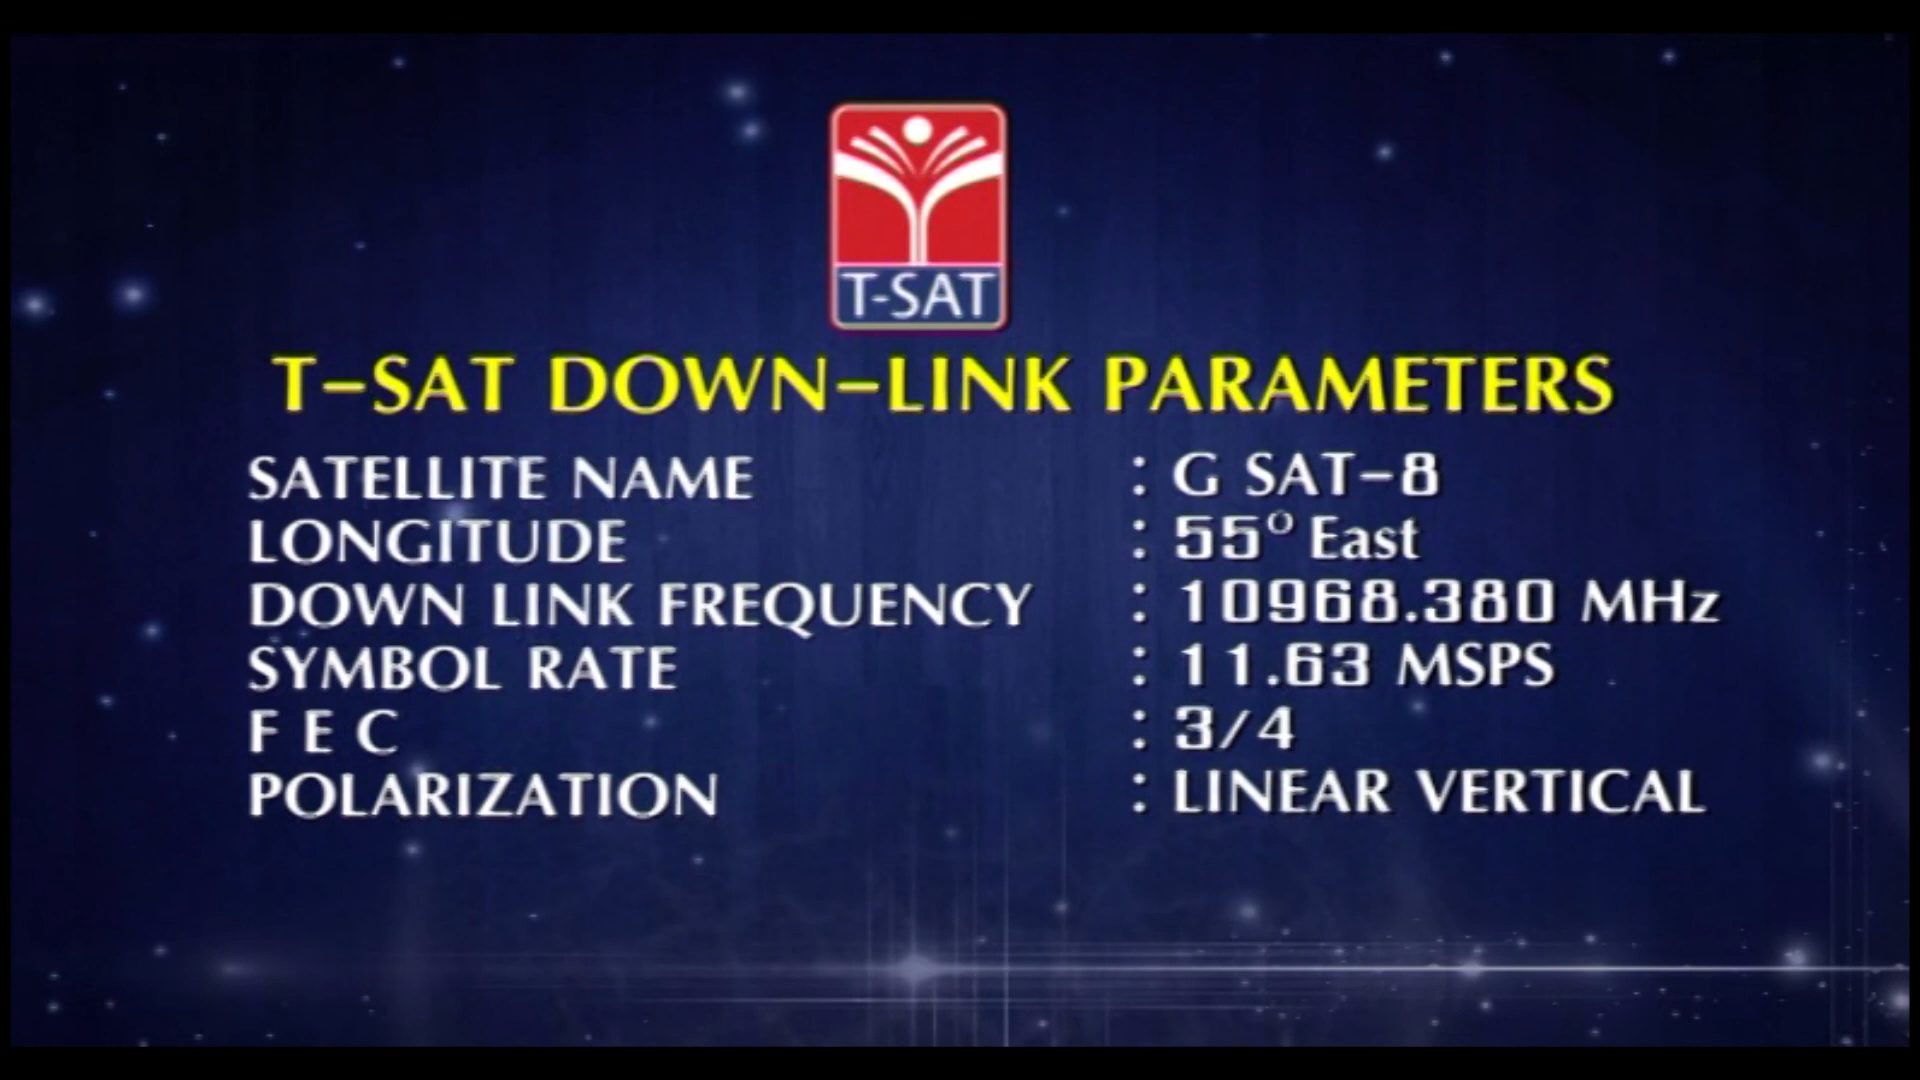 T-SAT
T-SAT DOWN-LINK PARAMETERS
SATELLITE NAME : G SAT-8
LONGITUDE : 55° East
DOWN LINK FREQUENCY : 10968.380 MHz
SYMBOL RATE : 11.63 MSPS
F E C : 3/4
POLARIZATION : LINEAR VERTICAL